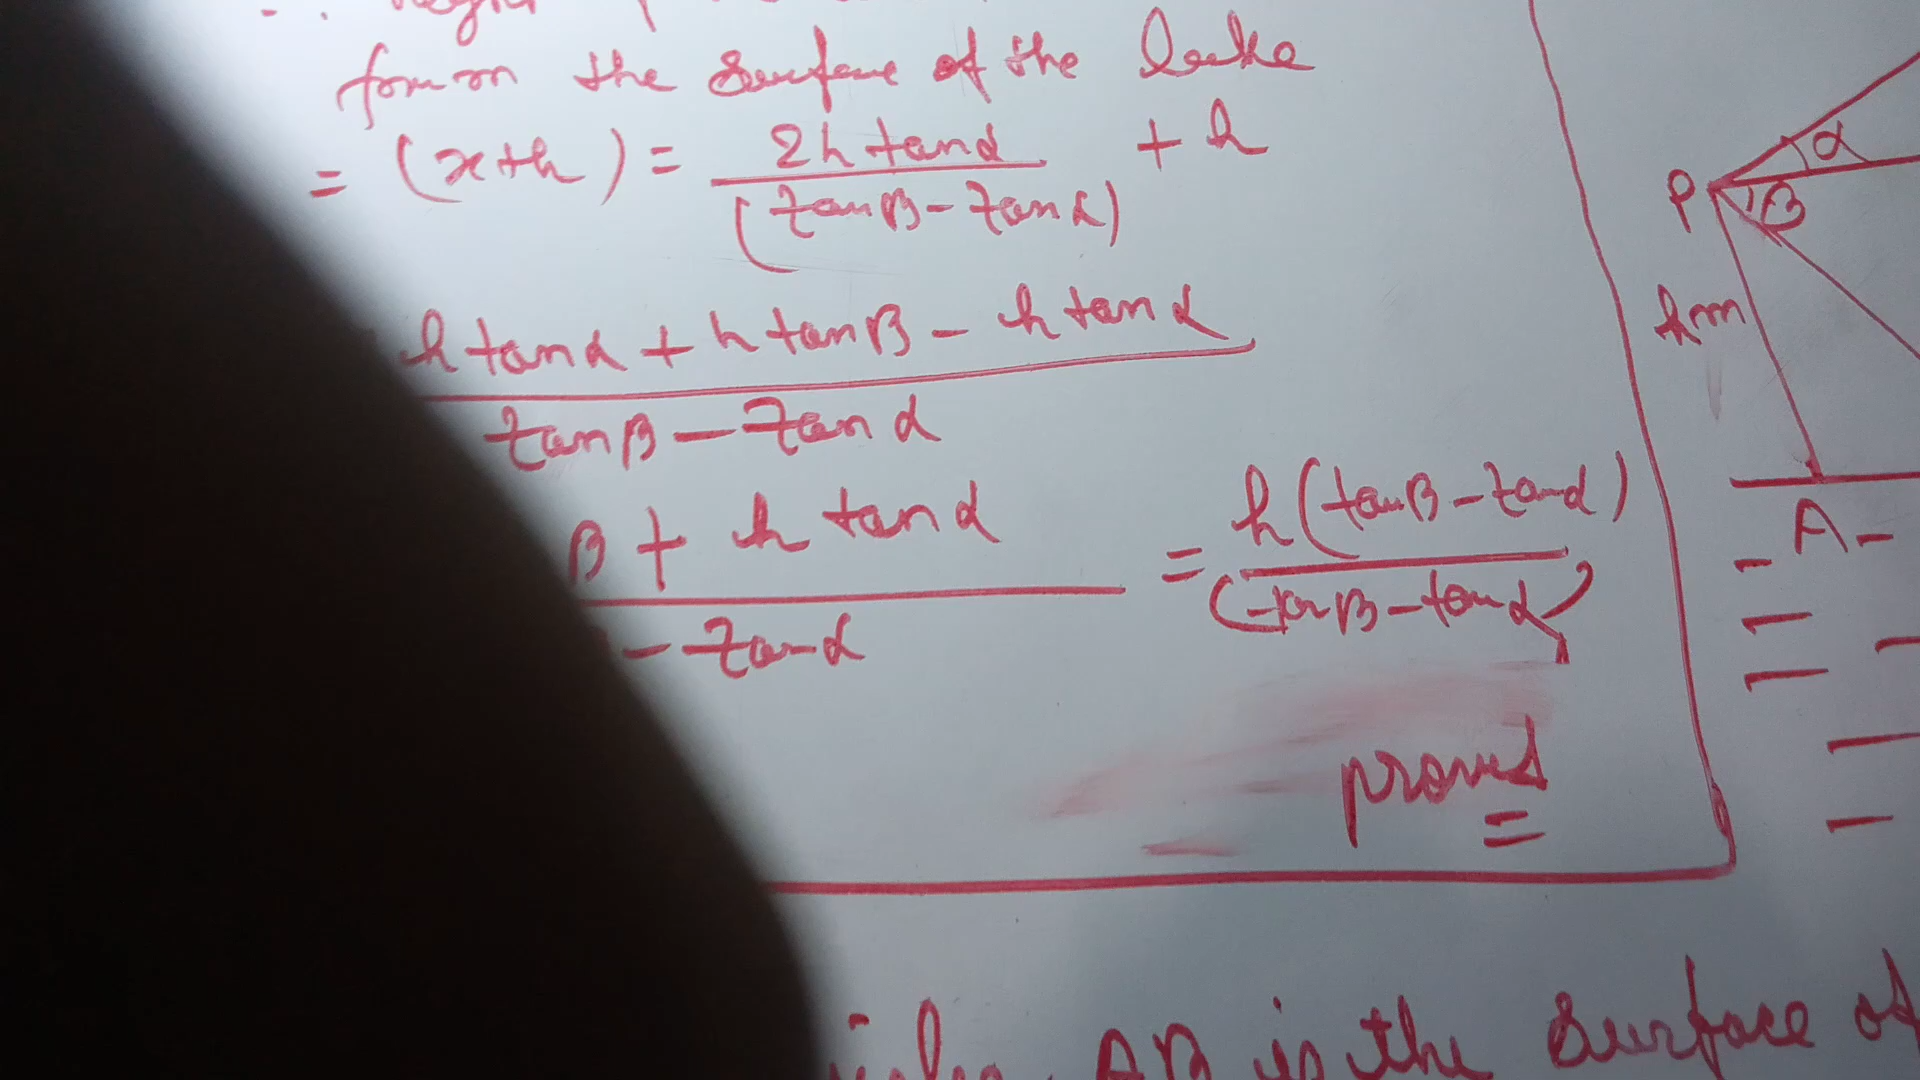 from the surface of the lake
= (x+h) = 2h tanα / (tanβ - tanα) + h
h tanα + h tanβ - h tanα
tanβ - tanα
β + h tanα
- tanα
= h(tanβ - tanα) / (tanβ - tanα)
proved
P
α
β
hm
A
AB is the surface of